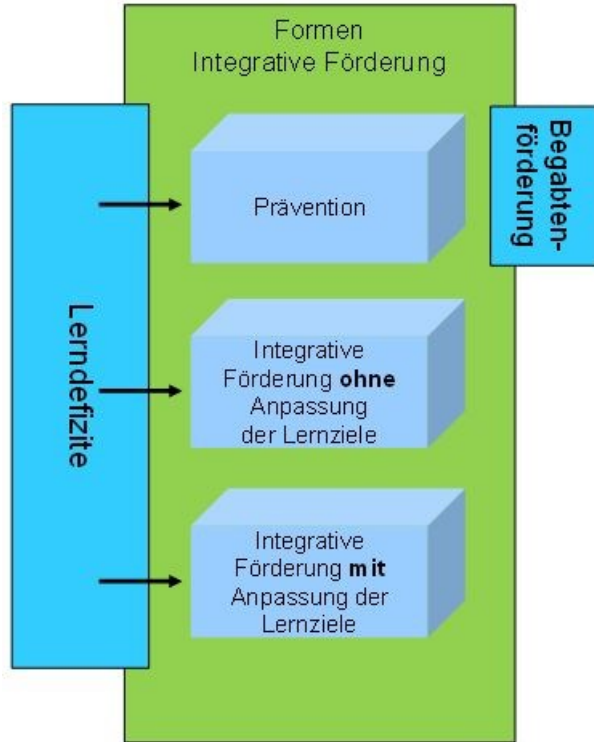 Formen
Integrative Förderung
Lerndefizite
Prävention
Integrative
Förderung ohne
Anpassung
der Lernziele
Integrative
Förderung mit
Anpassung der
Lernziele
Begabten-
förderung